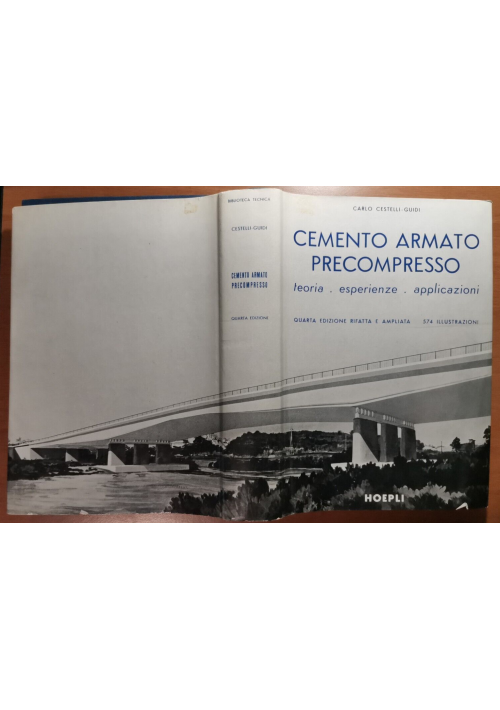 BIBLIOTECA TECNICA
CESTELLI-GUIDI
CEMENTO ARMATO
PRECOMPRESSO
QUARTA EDIZIONE
CARLO CESTELLI-GUIDI
CEMENTO ARMATO
PRECOMPRESSO
teoria . esperienze . applicazioni
QUARTA EDIZIONE RIFATTA E AMPLIATA
574 ILLUSTRAZIONI
HOEPLI